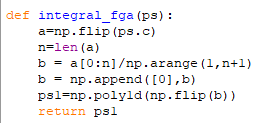 def integral_fga(ps):
    a=np.flip(ps.c)
    n=len(a)
    b = a[0:n]/np.arange(1,n+1)
    b = np.append([0],b)
    ps1=np.poly1d(np.flip(b))
    return ps1